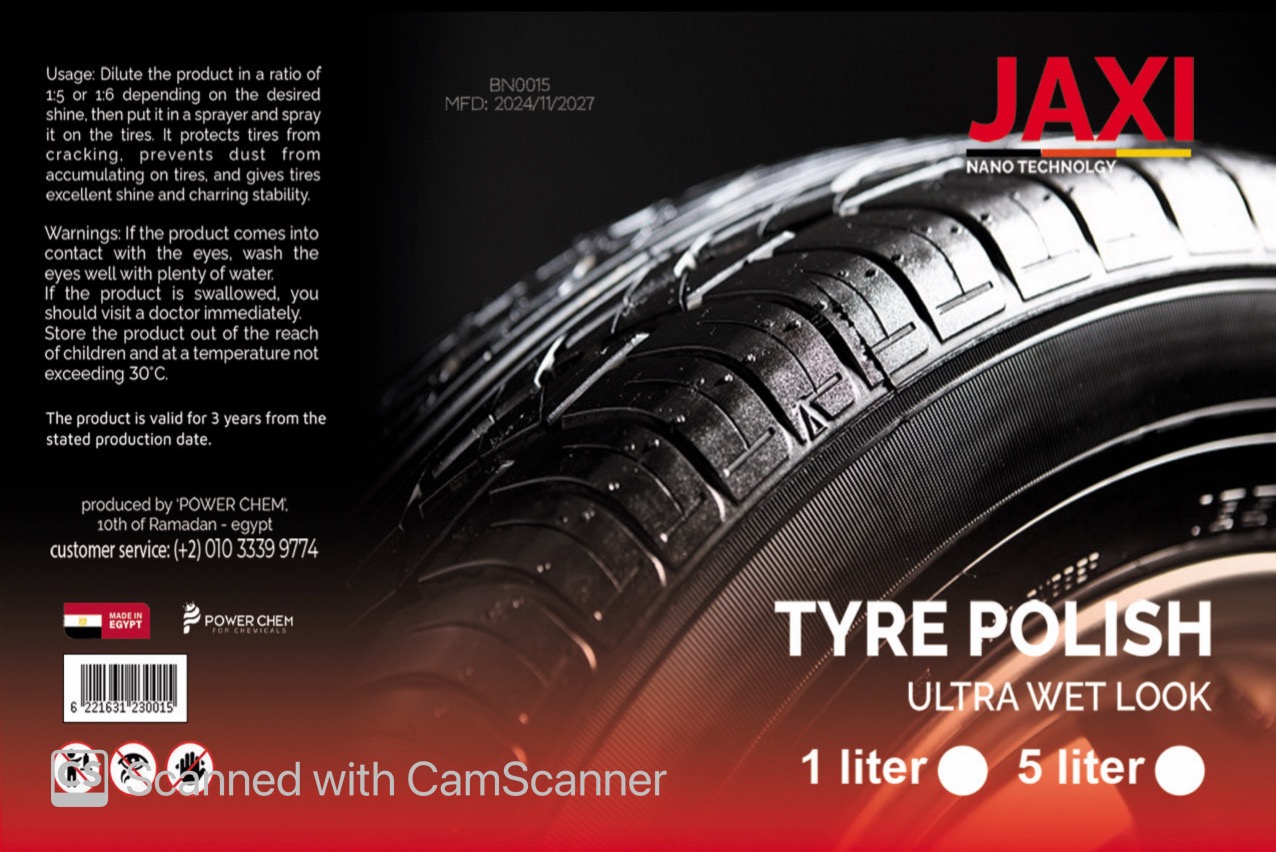 Usage: Dilute the product in a ratio of
1:5 or 1:6 depending on the desired
shine, then put it in a sprayer and spray
it on the tires. It protects tires from
cracking, prevents dust from
accumulating on tires, and gives tires
excellent shine and charring stability.
Warnings: If the product comes into
contact with the eyes, wash the
eyes well with plenty of water.
If the product is swallowed, you
should visit a doctor immediately.
Store the product out of the reach
of children and at a temperature not
exceeding 30°C.
The product is valid for 3 years from the
stated production date.
produced by 'POWER CHEM',
10th of Ramadan - egypt
customer service: (+2) 010 3339 9774
MADE IN
EGYPT
POWER CHEM
FOR CHEVICALS
6 221631 230015
BN0015
MFD: 2024/11/2027
JAXI
NANO TECHNOLGY
TYRE POLISH
ULTRA WET LOOK
1 liter 5 liter
CS Scanned with CamScanner